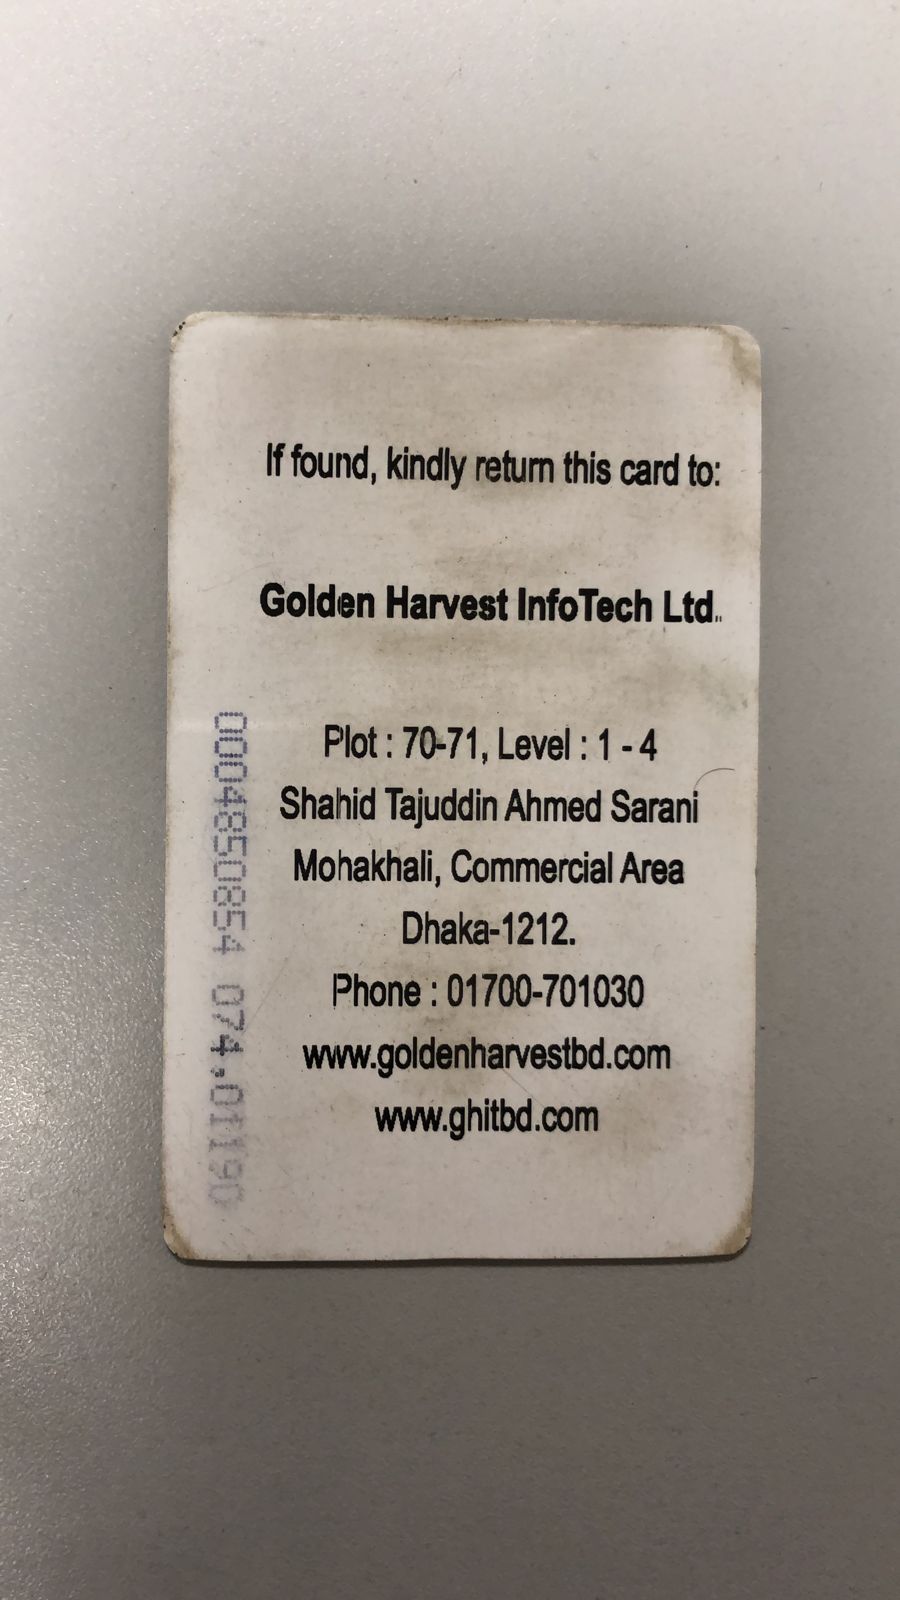 If found, kindly return this card to:
Golden Harvest InfoTech Ltd..
Plot : 70-71, Level : 1 - 4
Shahid Tajuddin Ahmed Sarani
Mohakhali, Commercial Area
Dhaka-1212.
Phone : 01700-701030
www.goldenharvestbd.com
www.ghitbd.com
0004850854 074,01190